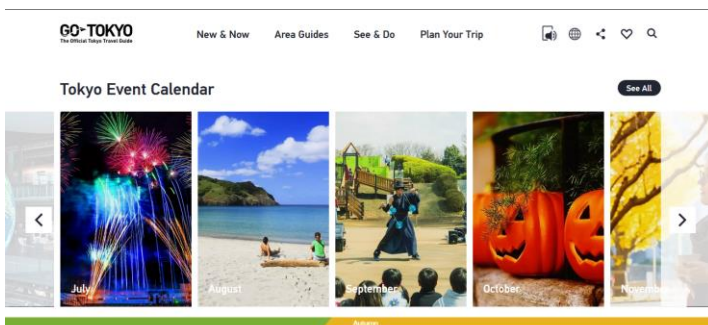 GO TOKYO
The Official Tokyo Travel Guide
New & Now
Area Guides
See & Do
Plan Your Trip
Tokyo Event Calendar
See All
July
August
September
October
November
Autumn